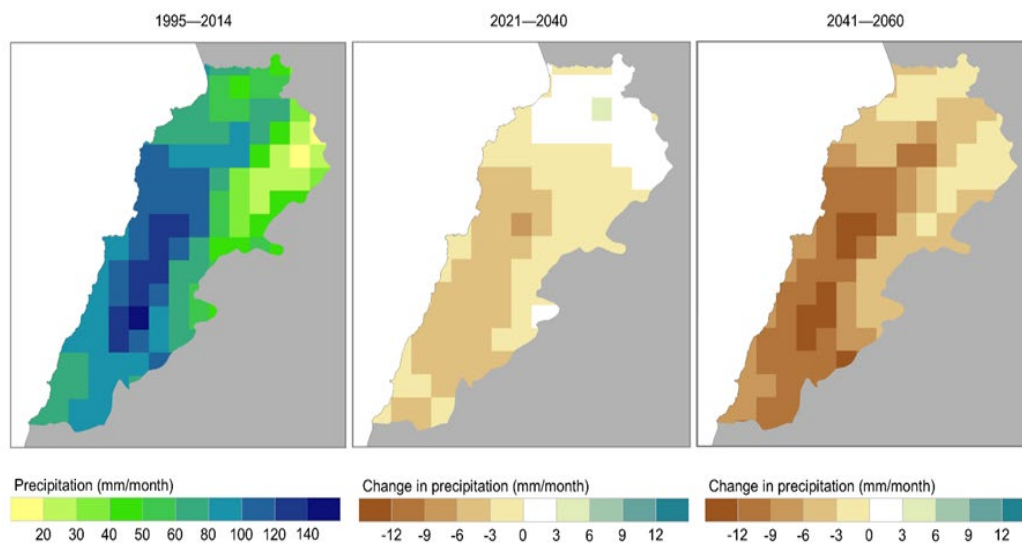 1995—2014
2021—2040
2041—2060
Precipitation (mm/month)
20 30 40 50 60 80 100 120 140
Change in precipitation (mm/month)
-12 -9 -6 -3 0 3 6 9 12
Change in precipitation (mm/month)
-12 -9 -6 -3 0 3 6 9 12